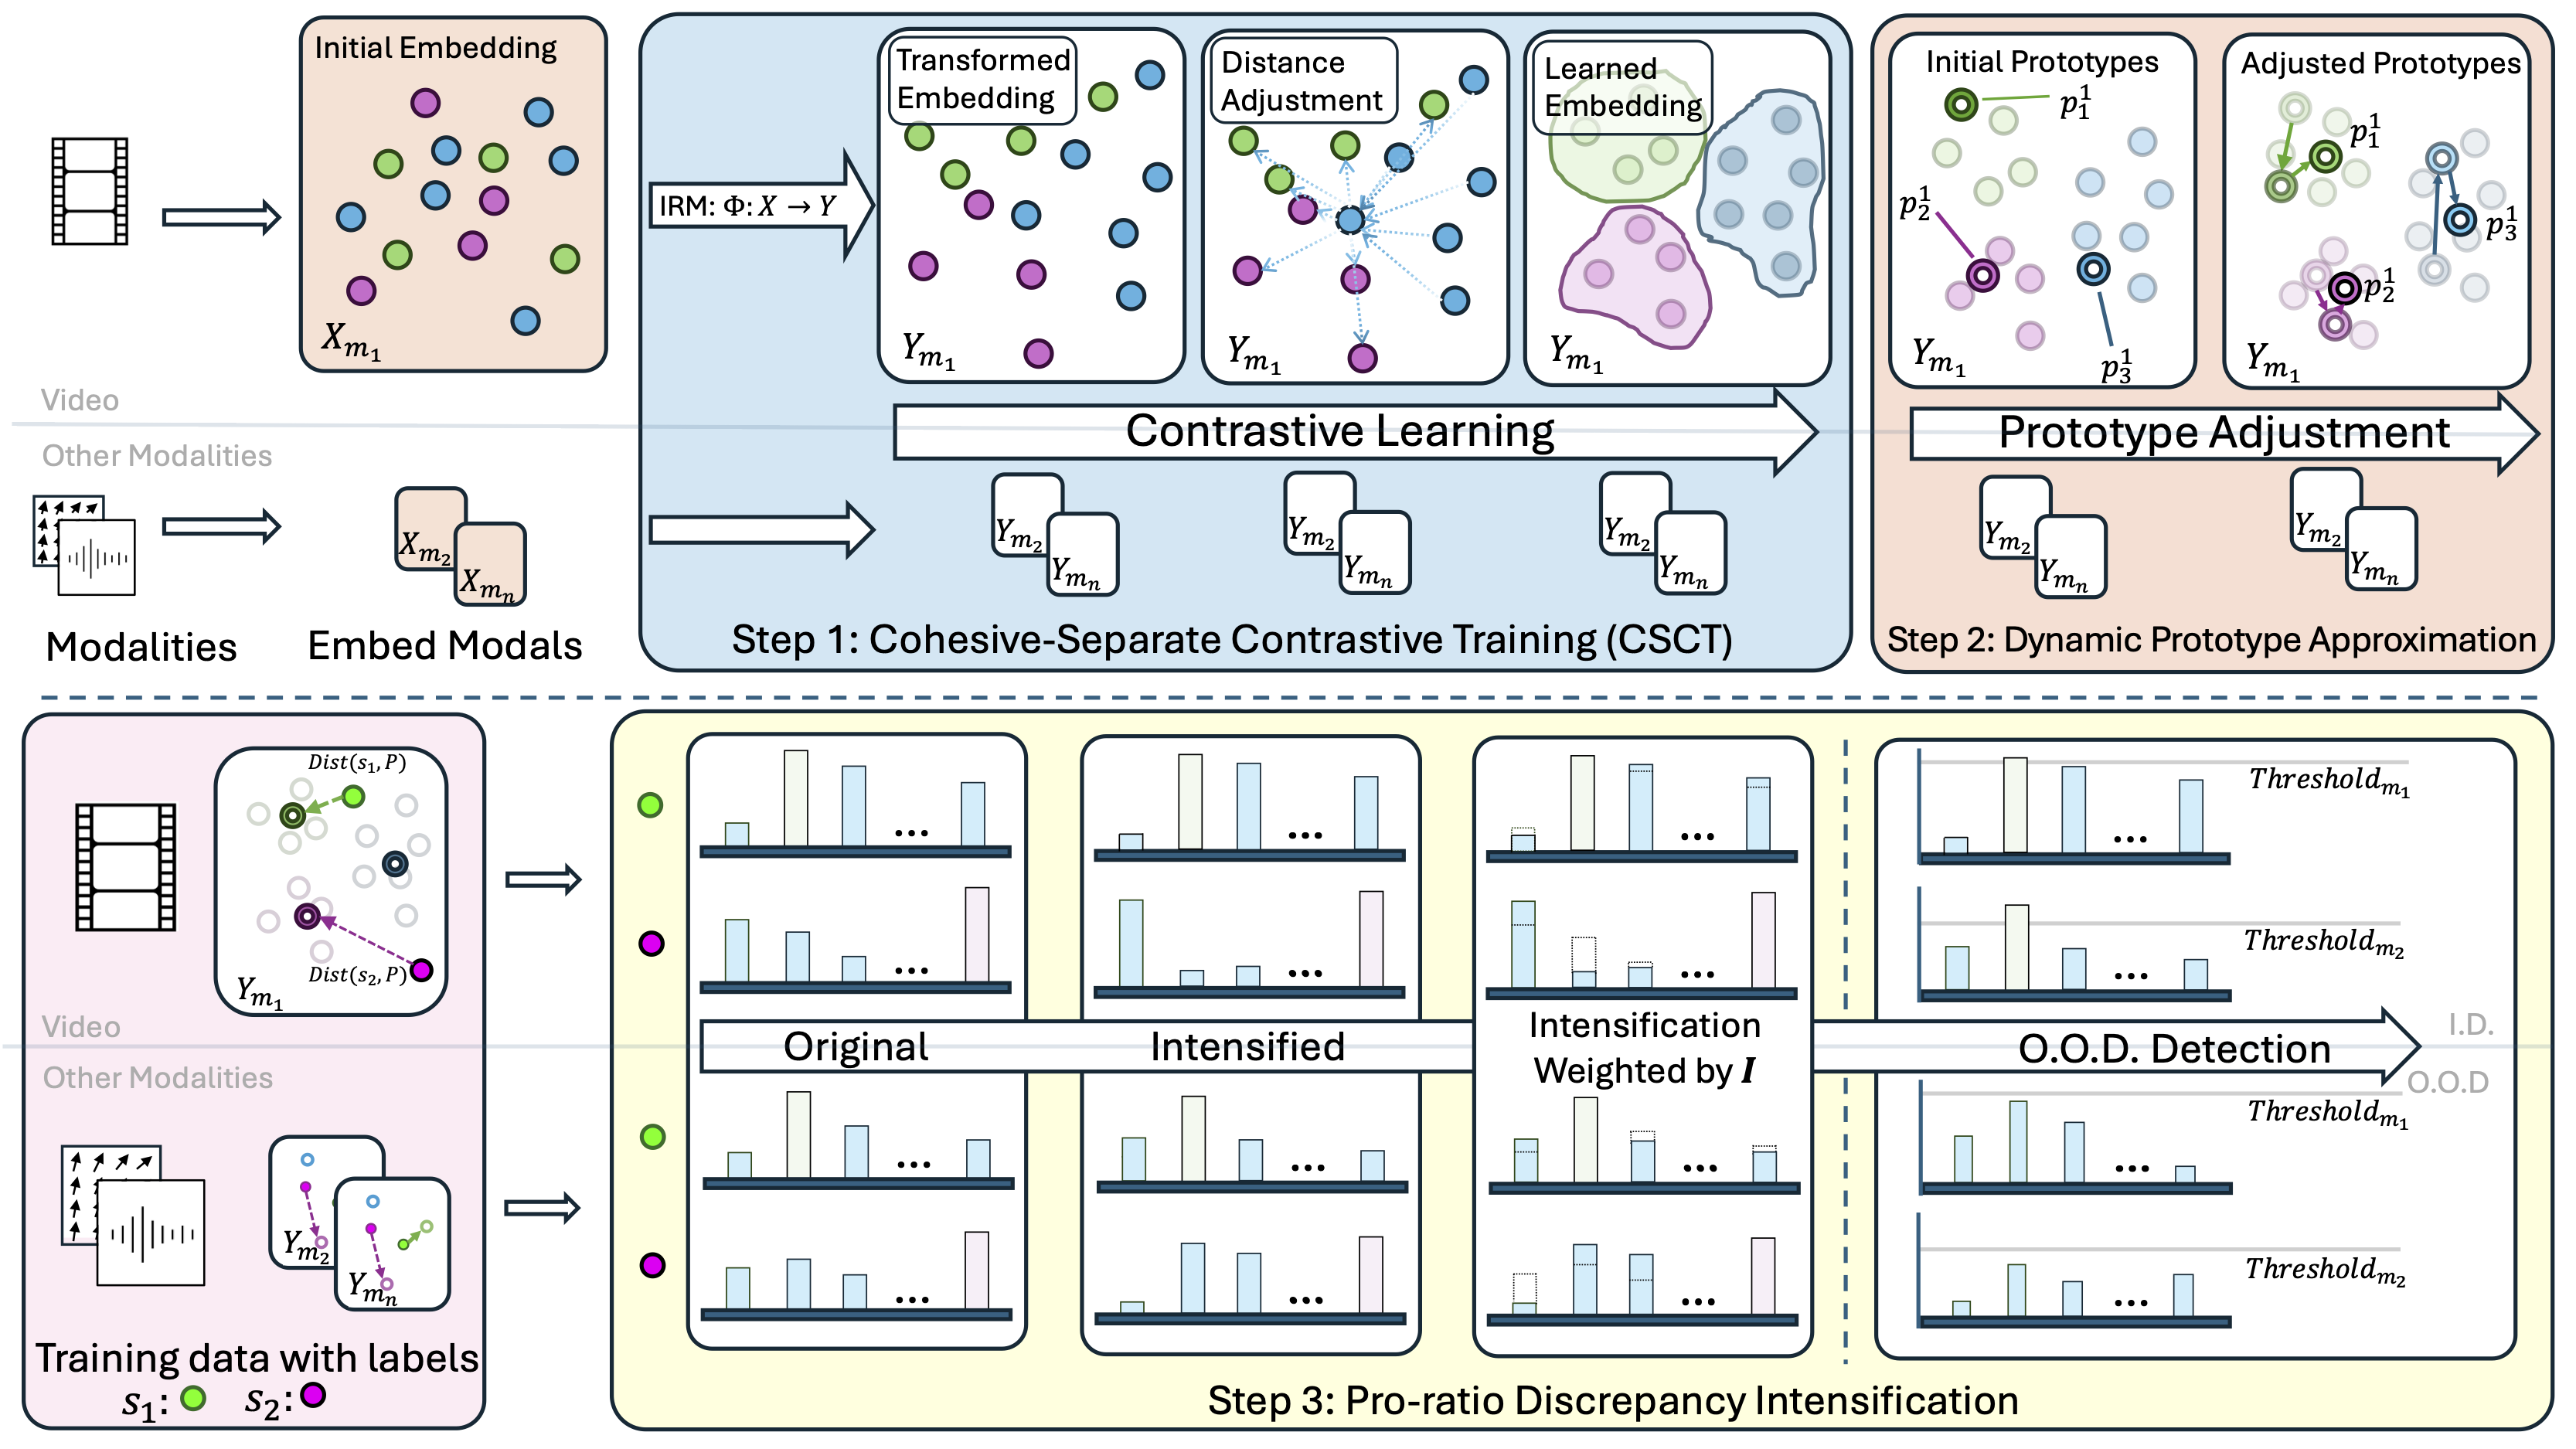 Initial Embedding
X_{m_1}
Video
Other Modalities
X_{m_2}
X_{m_n}
Modalities
Embed Modals
IRM: Φ: X → Y
Transformed
Embedding
Y_{m_1}
Distance
Adjustment
Y_{m_1}
Learned
Embedding
Y_{m_1}
Contrastive Learning
Y_{m_2}
Y_{m_n}
Y_{m_2}
Y_{m_n}
Y_{m_2}
Y_{m_n}
Step 1: Cohesive-Separate Contrastive Training (CSCT)
Initial Prototypes
p_1^1
p_2^1
p_3^1
Y_{m_1}
Adjusted Prototypes
p_1^1
p_3^1
p_2^1
Y_{m_1}
Prototype Adjustment
Y_{m_2}
Y_{m_n}
Y_{m_2}
Y_{m_n}
Step 2: Dynamic Prototype Approximation
Dist(s_1, P)
Dist(s_2, P)
Y_{m_1}
Video
Other Modalities
Y_{m_2}
Y_{m_n}
Training data with labels
s_1: s_2:
...
...
...
...
...
...
...
...
Original
Intensified
Intensification
Weighted by I
O.O.D. Detection
...
...
...
...
...
...
...
...
Threshold_{m_1}
Threshold_{m_2}
I.D.
O.O.D
Threshold_{m_1}
Threshold_{m_2}
Step 3: Pro-ratio Discrepancy Intensification